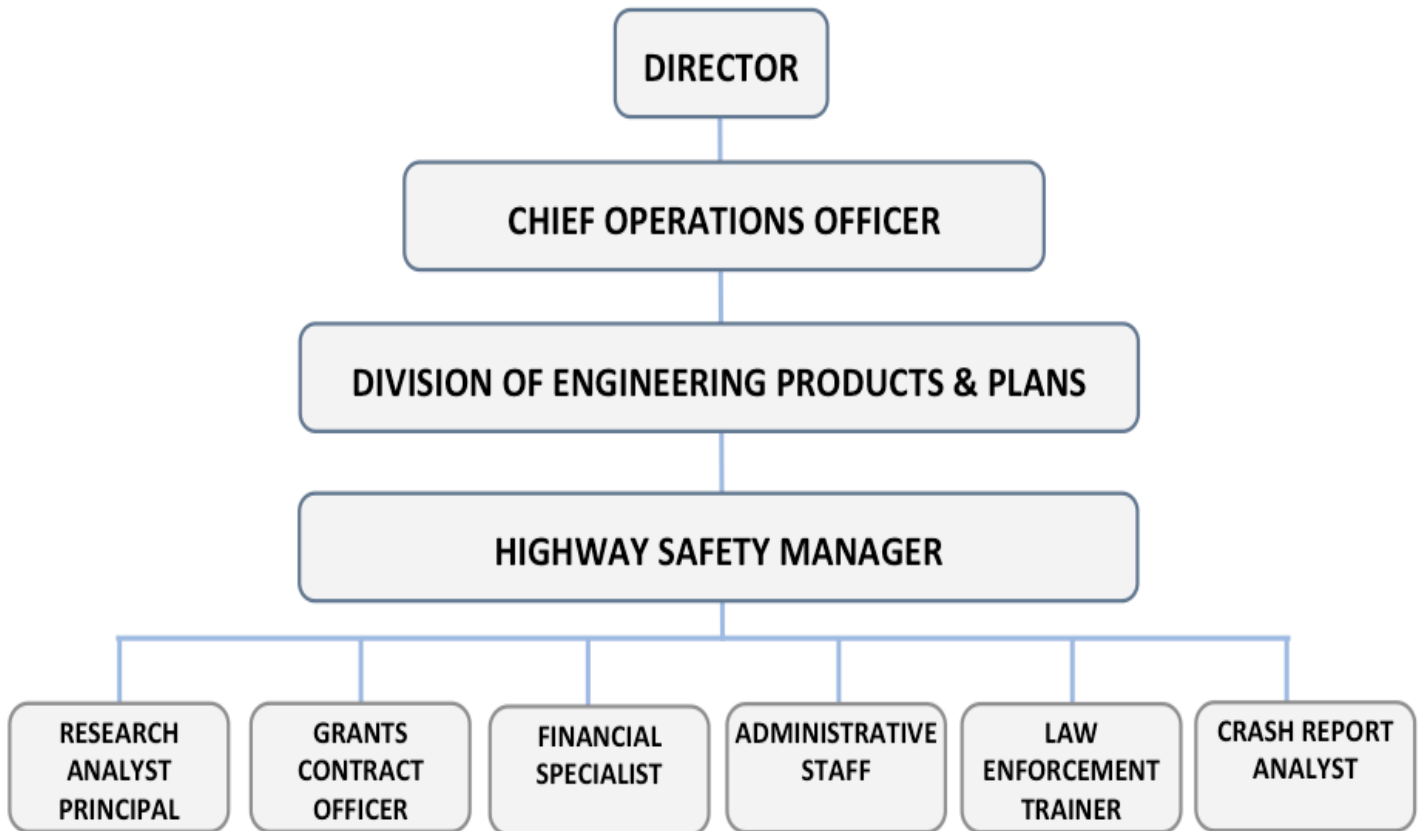 DIRECTOR
CHIEF OPERATIONS OFFICER
DIVISION OF ENGINEERING PRODUCTS & PLANS
HIGHWAY SAFETY MANAGER
RESEARCH
ANALYST
PRINCIPAL
GRANTS
CONTRACT
OFFICER
FINANCIAL
SPECIALIST
ADMINISTRATIVE
STAFF
LAW
ENFORCEMENT
TRAINER
CRASH REPORT
ANALYST